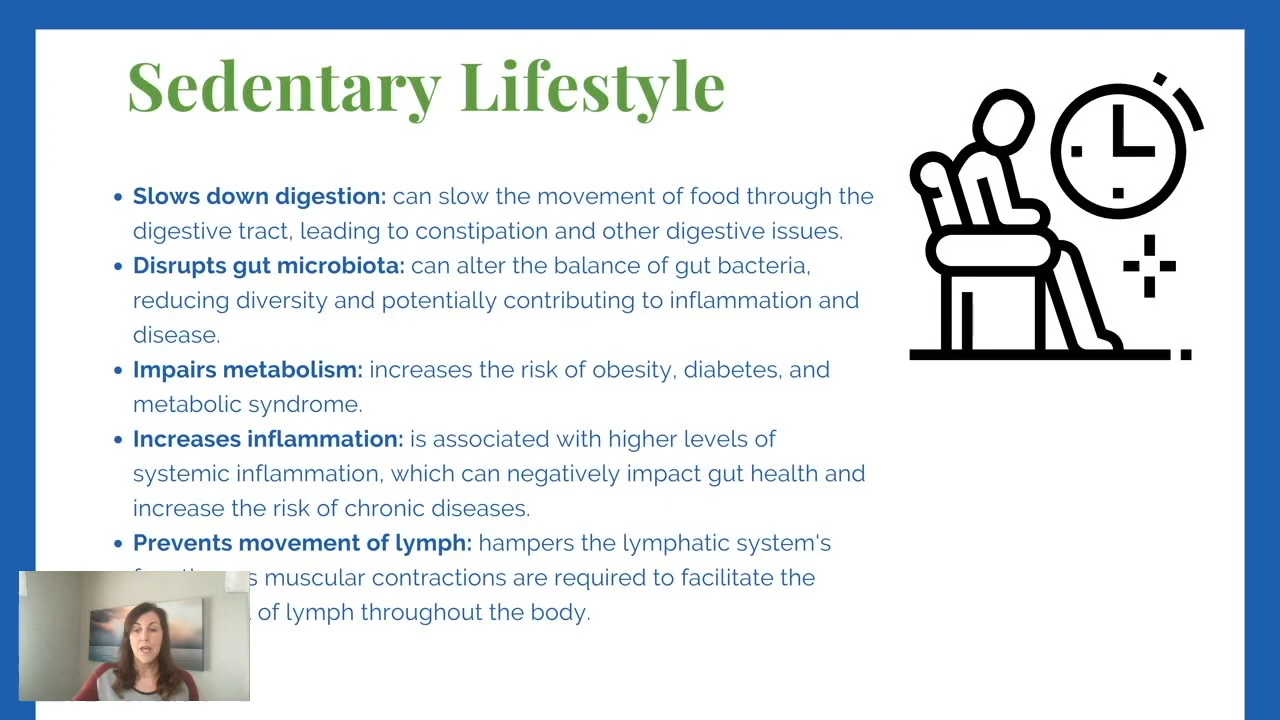 Sedentary Lifestyle
• Slows down digestion: can slow the movement of food through the
digestive tract, leading to constipation and other digestive issues.
• Disrupts gut microbiota: can alter the balance of gut bacteria,
reducing diversity and potentially contributing to inflammation and
disease.
• Impairs metabolism: increases the risk of obesity, diabetes, and
metabolic syndrome.
• Increases inflammation: is associated with higher levels of
systemic inflammation, which can negatively impact gut health and
increase the risk of chronic diseases.
• Prevents movement of lymph: hampers the lymphatic system's
muscular contractions are required to facilitate the
of lymph throughout the body.